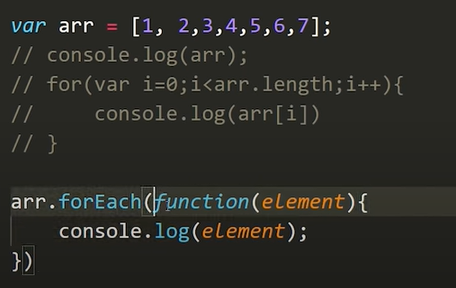 var arr = [1, 2,3,4,5,6,7];
// console.log(arr);
// for(var i=0;i<arr.length;i++){
//     console.log(arr[i])
// }
arr.forEach(function(element){
    console.log(element);
})